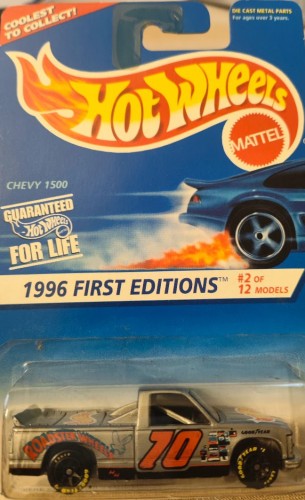 COOLEST
TO COLLECT!
DIE CAST METAL PARTS
For ages over 3 years.
HOT WHEELS
MATTEL
CHEVY 1500
GUARANTEED
Hot Wheels
FOR LIFE
1996 FIRST EDITIONS™
#2 OF
12 MODELS
70
GOODYEAR
GOODYEAR